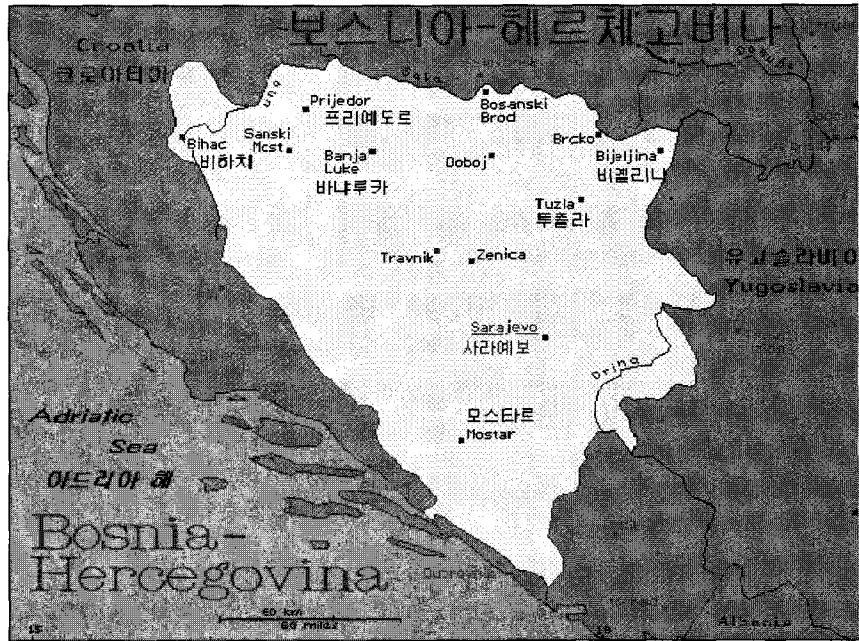 보스니아-헤르체고비나
Croatia
크로아티아
Una
Prijedor
프리예도르
Bosanski
Brod
Bihac
비하치
Sanski
Most
Banja
Luke
바냐루카
Doboj
Brcko
Bijeljina
비옐리나
Tuzla
투즐라
Travnik
Zenica
유고슬라비아
Yugoslavia
Sarajevo
사라예보
Drina
모스타르
Mostar
Adriatic
Sea
아드리아 해
Bosnia-
Hercegovina
60 km
60 miles
Albania